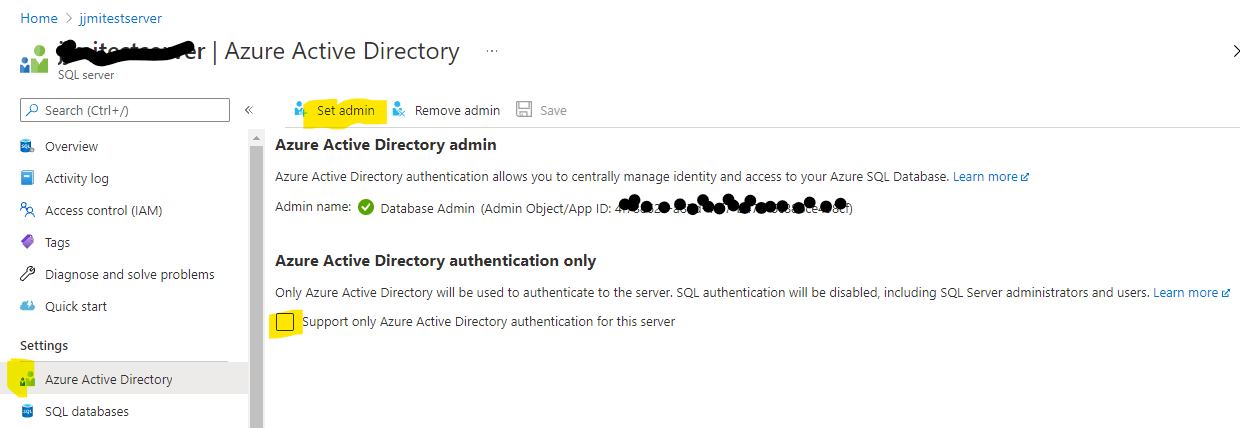 Home > jjmitestserver
| Azure Active Directory ...
SQL server
Search (Ctrl+/) «
Set admin Remove admin Save
Overview
Activity log
Access control (IAM)
Tags
Diagnose and solve problems
Quick start
Settings
Azure Active Directory
SQL databases
Azure Active Directory admin
Azure Active Directory authentication allows you to centrally manage identity and access to your Azure SQL Database. Learn more
Admin name: Database Admin (Admin Object/App ID:
Azure Active Directory authentication only
Only Azure Active Directory will be used to authenticate to the server. SQL authentication will be disabled, including SQL Server administrators and users. Learn more
Support only Azure Active Directory authentication for this server